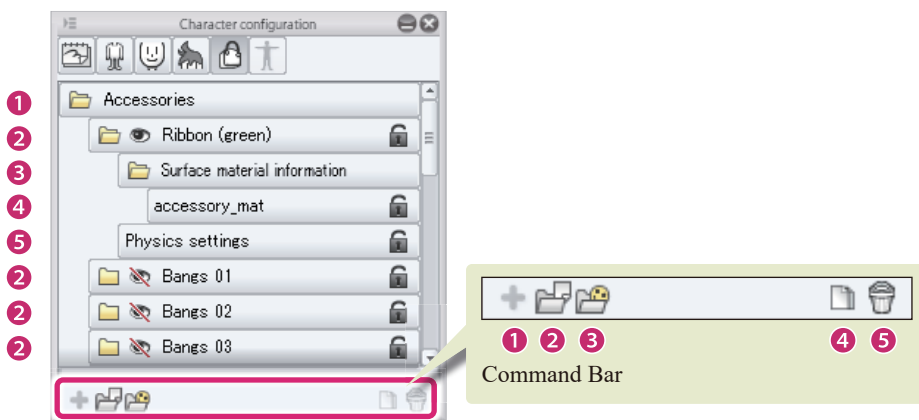 Character configuration
1 Accessories
2 Ribbon (green)
3 Surface material information
4 accessory_mat
5 Physics settings
2 Bangs 01
2 Bangs 02
2 Bangs 03
1 2 3 4 5
Command Bar